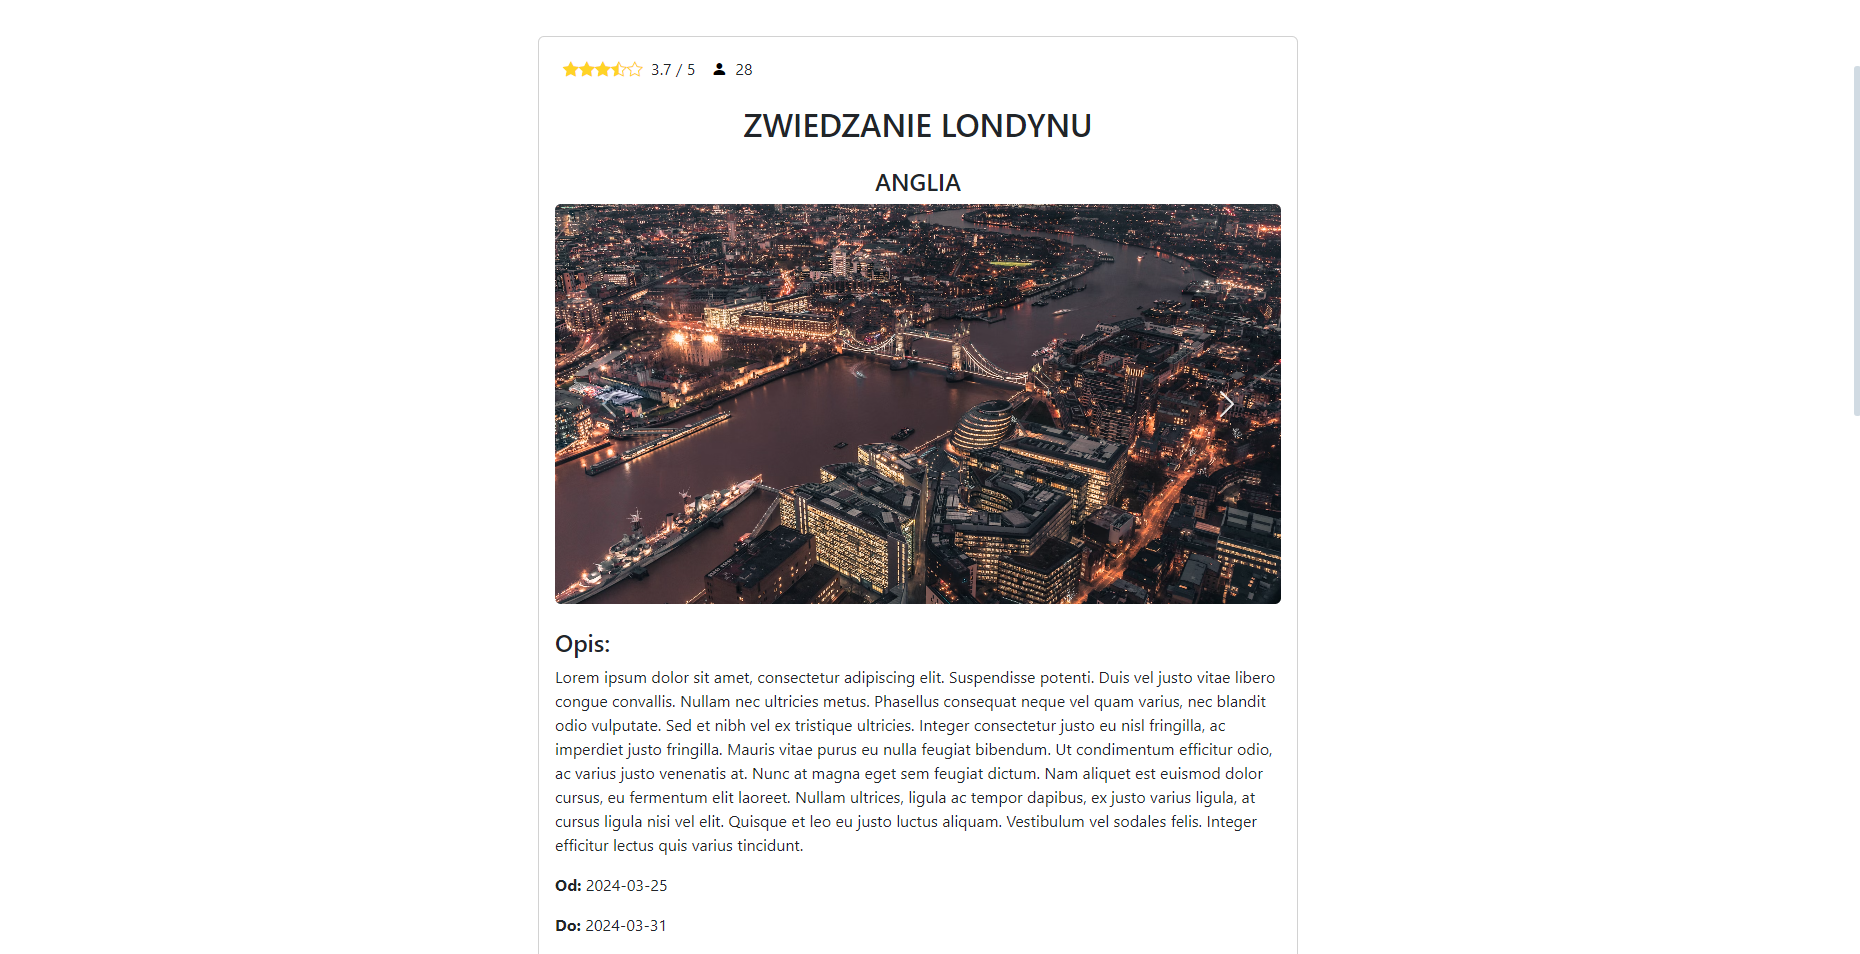 3.7 / 5 28
ZWIEDZANIE LONDYNU
ANGLIA
Opis:
Lorem ipsum dolor sit amet, consectetur adipiscing elit. Suspendisse potenti. Duis vel justo vitae libero
congue convallis. Nullam nec ultricies metus. Phasellus consequat neque vel quam varius, nec blandit
odio vulputate. Sed et nibh vel ex tristique ultricies. Integer consectetur justo eu nisl fringilla, ac
imperdiet justo fringilla. Mauris vitae purus eu nulla feugiat bibendum. Ut condimentum efficitur odio,
ac varius justo venenatis at. Nunc at magna eget sem feugiat dictum. Nam aliquet est euismod dolor
cursus, eu fermentum elit laoreet. Nullam ultrices, ligula ac tempor dapibus, ex justo varius ligula, at
cursus ligula nisi vel elit. Quisque et leo eu justo luctus aliquam. Vestibulum vel sodales felis. Integer
efficitur lectus quis varius tincidunt.
Od: 2024-03-25
Do: 2024-03-31